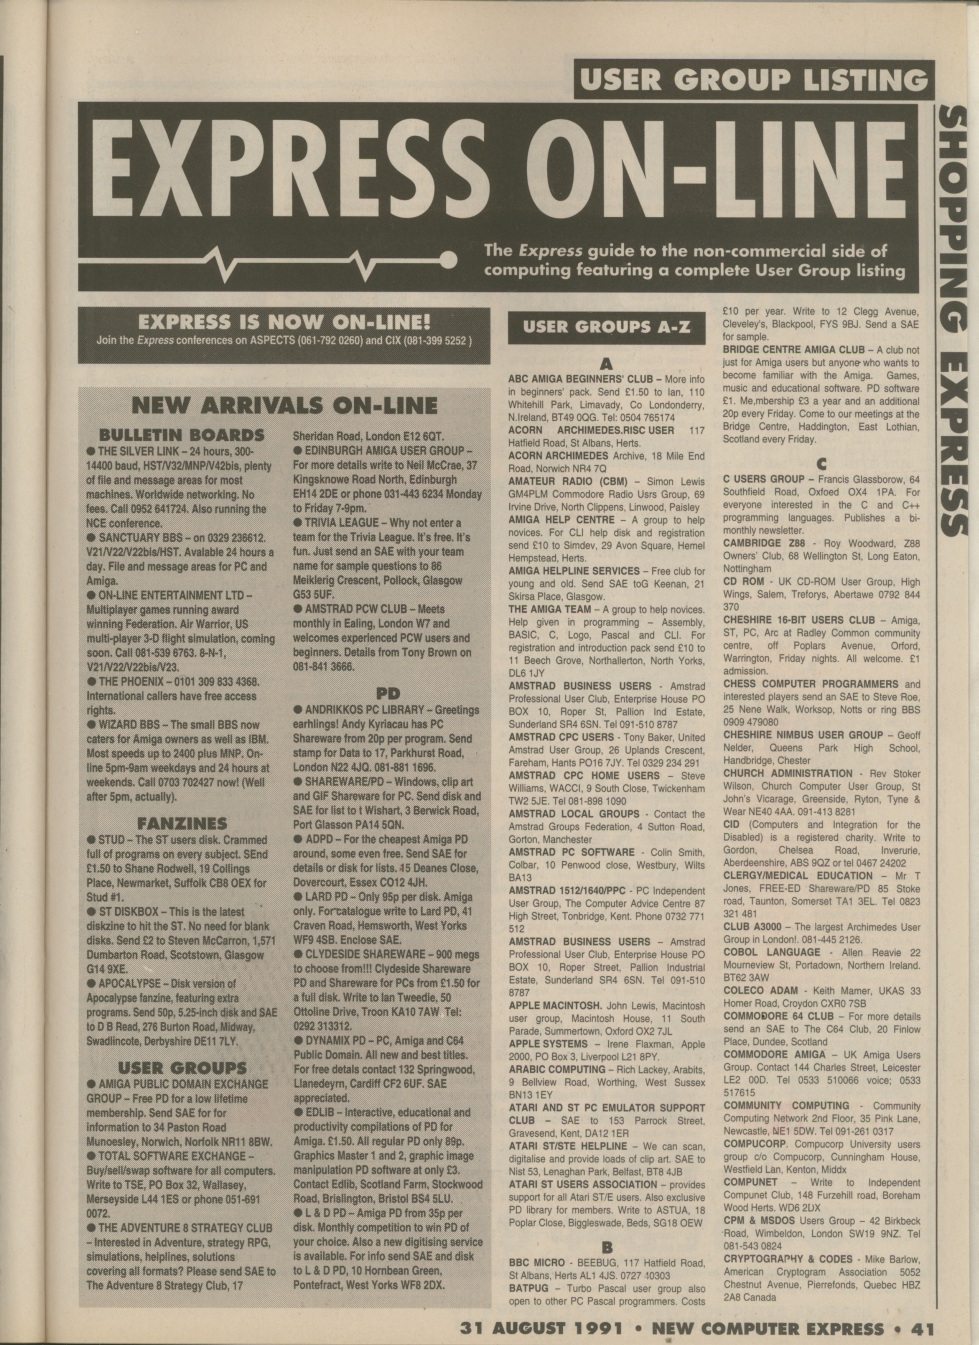 USER GROUP LISTING
EXPRESS ON-LINE
The Express guide to the non-commercial side of
computing featuring a complete User Group listing
SHOPPING EXPRESS
EXPRESS IS NOW ON-LINE!
Join the Express conferences on ASPECTS (061-792 0260) and CIX (081-399 5252 )
NEW ARRIVALS ON-LINE
BULLETIN BOARDS
● THE SILVER LINK – 24 hours, 300-
14400 baud, HST/V32/MNP/V42bis, plenty
of file and message areas for most
machines. Worldwide networking. No
fees. Call 0952 641724. Also running the
NCE conference.
● SANCTUARY BBS – on 0329 236612.
V21/V22/V22bis/HST. Avalable 24 hours a
day. File and message areas for PC and
Amiga.
● ON-LINE ENTERTAINMENT LTD –
Multiplayer games running award
winning Federation. Air Warrior, US
multi-player 3-D flight simulation, coming
soon. Call 081-539 6763. 8-N-1,
V21/V22/V22bis/V23.
● THE PHOENIX – 0101 309 833 4368.
International callers have free access
rights.
● WIZARD BBS – The small BBS now
caters for Amiga owners as well as IBM.
Most speeds up to 2400 plus MNP. On-
line 5pm-9am weekdays and 24 hours at
weekends. Call 0703 702427 now! (Well
after 5pm, actually).
FANZINES
● STUD – The ST users disk. Crammed
full of programs on every subject. SEnd
£1.50 to Shane Rodwell, 19 Collings
Place, Newmarket, Suffolk CB8 OEX for
Stud #1.
● ST DISKBOX – This is the latest
diskzine to hit the ST. No need for blank
disks. Send £2 to Steven McCarron, 1,571
Dumbarton Road, Scotstown, Glasgow
G14 9XE.
● APOCALYPSE – Disk version of
Apocalypse fanzine, featuring extra
programs. Send 50p, 5.25-inch disk and SAE
to D B Read, 276 Burton Road, Midway,
Swadlincote, Derbyshire DE11 7LY.
USER GROUPS
● AMIGA PUBLIC DOMAIN EXCHANGE
GROUP – Free PD for a low lifetime
membership. Send SAE for for
information to 34 Paston Road
Munoesley, Norwich, Norfolk NR11 8BW.
● TOTAL SOFTWARE EXCHANGE –
Buy/sell/swap software for all computers.
Write to TSE, PO Box 32, Wallasey,
Merseyside L44 1ES or phone 051-691
0072.
● THE ADVENTURE 8 STRATEGY CLUB
– Interested in Adventure, strategy RPG,
simulations, helplines, solutions
covering all formats? Please send SAE to
The Adventure 8 Strategy Club, 17
Sheridan Road, London E12 6QT.
● EDINBURGH AMIGA USER GROUP –
For more details write to Neil McCrae, 37
Kingsknowe Road North, Edinburgh
EH14 2DE or phone 031-443 6234 Monday
to Friday 7-9pm.
● TRIVIA LEAGUE – Why not enter a
team for the Trivia League. It's free. It's
fun. Just send an SAE with your team
name for sample questions to 86
Meiklerig Crescent, Pollock, Glasgow
G53 5UF.
● AMSTRAD PCW CLUB – Meets
monthly in Ealing, London W7 and
welcomes experienced PCW users and
beginners. Details from Tony Brown on
081-841 3666.
PD
● ANDRIKKOS PC LIBRARY – Greetings
earhlings! Andy Kyriacau has PC
Shareware from 20p per program. Send
stamp for Data to 17, Parkhurst Road,
London N22 4JQ. 081-881 1696.
● SHAREWARE/PD – Windows, clip art
and GIF Shareware for PC. Send disk and
SAE for list to t Wishart, 3 Berwick Road,
Port Glasson PA14 5QN.
● ADPD – For the cheapest Amiga PD
around, some even free. Send SAE for
details or disk for lists. 45 Deanes Close,
Dovercourt, Essex CO12 4JH.
● LARD PD – Only 95p per disk. Amiga
only. For catalogue write to Lard PD, 41
Craven Road, Hemsworth, West Yorks
WF9 4SB. Enclose SAE.
● CLYDESIDE SHAREWARE – 900 megs
to choose from!!! Clydeside Shareware
PD and Shareware for PCs from £1.50 for
a full disk. Write to Ian Tweedie, 50
Ottoline Drive, Troon KA10 7AW Tel:
0292 313312.
● DYNAMIX PD – PC, Amiga and C64
Public Domain. All new and best titles.
For free detals contact 132 Springwood,
Llanedeyrn, Cardiff CF2 6UF. SAE
appreciated.
● EDLIB – Interactive, educational and
productivity compilations of PD for
Amiga. £1.50. All regular PD only 89p.
Graphics Master 1 and 2, graphic image
manipulation PD software at only £3.
Contact Edlib, Scotland Farm, Stockwood
Road, Brislington, Bristol BS4 5LU.
● L & D PD – Amiga PD from 35p per
disk. Monthly competition to win PD of
your choice. Also a new digitising service
is available. For info send SAE and disk
to L & D PD, 10 Hornbean Green,
Pontefract, West Yorks WF8 2DX.
USER GROUPS A-Z
A
ABC AMIGA BEGINNERS' CLUB – More info
in beginners' pack. Send £1.50 to Ian, 110
Whitehill Park, Limavady, Co Londonderry,
N.Ireland, BT49 0QG. Tel: 0504 765174
ACORN ARCHIMEDES.RISC USER 117
Hatfield Road, St Albans, Herts.
ACORN ARCHIMEDES Archive, 18 Mile End
Road, Norwich NR4 7Q
AMATEUR RADIO (CBM) – Simon Lewis
GM4PLM Commodore Radio Usrs Group, 69
Irvine Drive, North Clippens, Linwood, Paisley
AMIGA HELP CENTRE – A group to help
novices. For CLI help disk and registration
send £10 to Simdev, 29 Avon Square, Hemel
Hempstead, Herts.
AMIGA HELPLINE SERVICES – Free club for
young and old. Send SAE toG Keenan, 21
Skirsa Place, Glasgow.
THE AMIGA TEAM – A group to help novices.
Help given in programming – Assembly,
BASIC, C, Logo, Pascal and CLI. For
registration and introduction pack send £10 to
11 Beech Grove, Northallerton, North Yorks,
DL6 1JY
AMSTRAD BUSINESS USERS - Amstrad
Professional User Club, Enterprise House PO
BOX 10, Roper St, Pallion Ind Estate,
Sunderland SR4 6SN. Tel 091-510 8787
AMSTRAD CPC USERS - Tony Baker, United
Amstrad User Group, 26 Uplands Crescent,
Fareham, Hants PO16 7JY. Tel 0329 234 291
AMSTRAD CPC HOME USERS – Steve
Williams, WACCI, 9 South Close, Twickenham
TW2 5JE. Tel 081-898 1090
AMSTRAD LOCAL GROUPS - Contact the
Amstrad Groups Federation, 4 Sutton Road,
Gorton, Manchester
AMSTRAD PC SOFTWARE - Colin Smith,
Colbar, 10 Penwood close, Westbury, Wilts
BA13
AMSTRAD 1512/1640/PPC - PC Independent
User Group, The Computer Advice Centre 87
High Street, Tonbridge, Kent. Phone 0732 771
512
AMSTRAD BUSINESS USERS – Amstrad
Professional User Club, Enterprise House PO
BOX 10, Roper Street, Pallion Industrial
Estate, Sunderland SR4 6SN. Tel 091-510
8787
APPLE MACINTOSH. John Lewis, Macintosh
user group, Macintosh House, 11 South
Parade, Summertown, Oxford OX2 7JL
APPLE SYSTEMS – Irene Flaxman, Apple
2000, PO Box 3, Liverpool L21 8PY.
ARABIC COMPUTING – Rich Lackey, Arabits,
9 Bellview Road, Worthing, West Sussex
BN13 1EY
ATARI AND ST PC EMULATOR SUPPORT
CLUB – SAE to 153 Parrock Street,
Gravesend, Kent, DA12 1ER
ATARI ST/STE HELPLINE – We can scan,
digitalise and provide loads of clip art. SAE to
Nist 53, Lenaghan Park, Belfast, BT8 4JB
ATARI ST USERS ASSOCIATION – provides
support for all Atari ST/E users. Also exclusive
PD library for members. Write to ASTUA, 18
Poplar Close, Biggleswade, Beds, SG18 OEW
B
BBC MICRO - BEEBUG, 117 Hatfield Road,
St Albans, Herts AL1 4JS. 0727 40303
BATPUG – Turbo Pascal user group also
open to other PC Pascal programmers. Costs
£10 per year. Write to 12 Clegg Avenue,
Cleveley's, Blackpool, FYS 9BJ. Send a SAE
for sample.
BRIDGE CENTRE AMIGA CLUB – A club not
just for Amiga users but anyone who wants to
become familiar with the Amiga. Games,
music and educational software. PD software
£1. Me,mbership £3 a year and an additional
20p every Friday. Come to our meetings at the
Bridge Centre, Haddington, East Lothian,
Scotland every Friday.
C
C USERS GROUP – Francis Glassborow, 64
Southfield Road, Oxfoed OX4 1PA. For
everyone interested in the C and C++
programming languages. Publishes a bi-
monthly newsletter.
CAMBRIDGE Z88 - Roy Woodward, Z88
Owners' Club, 68 Wellington St, Long Eaton,
Nottingham
CD ROM - UK CD-ROM User Group, High
Wings, Salem, Treforys, Abertawe 0792 844
370
CHESHIRE 16-BIT USERS CLUB – Amiga,
ST, PC, Arc at Radley Common community
centre, off Poplars Avenue, Orford,
Warrington, Friday nights. All welcome. £1
admission.
CHESS COMPUTER PROGRAMMERS and
interested players send an SAE to Steve Roe,
25 Nene Walk, Worksop, Notts or ring BBS
0909 479080
CHESHIRE NIMBUS USER GROUP – Geoff
Nelder, Queens Park High School,
Handbridge, Chester
CHURCH ADMINISTRATION - Rev Stoker
Wilson, Church Computer User Group, St
John's Vicarage, Greenside, Ryton, Tyne &
Wear NE40 4AA. 091-413 8281
CID (Computers and Integration for the
Disabled) is a registered charity. Write to
Gordon, Chelsea Road, Inverurie,
Aberdeenshire, ABS 9QZ or tel 0467 24202
CLERGY/MEDICAL EDUCATION – Mr T
Jones, FREE-ED Shareware/PD 85 Stoke
road, Taunton, Somerset TA1 3EL. Tel 0823
321 481
CLUB A3000 – The largest Archimedes User
Group in London!. 081-445 2126.
COBOL LANGUAGE - Allen Reavie 22
Mourneview St, Portadown, Northern Ireland.
BT62 3AW
COLECO ADAM - Keith Mamer, UKAS 33
Homer Road, Croydon CXR0 7SB
COMMODORE 64 CLUB – For more details
send an SAE to The C64 Club, 20 Finlow
Place, Dundee, Scotland
COMMODORE AMIGA – UK Amiga Users
Group. Contact 144 Charles Street, Leicester
LE2 00D. Tel 0533 510066 voice; 0533
517615
COMMUNITY COMPUTING - Community
Computing Network 2nd Floor, 35 Pink Lane,
Newcastle, NE1 5DW. Tel 091-261 0317
COMPUCORP. Compucorp University users
group c/o Compucorp, Cunningham House,
Westfield Lan, Kenton, Middx
COMPUNET – Write to Independent
Compunet Club, 148 Furzehill road, Boreham
Wood Herts. WD6 2DX
CPM & MSDOS Users Group – 42 Birkbeck
Road, Wimbeldon, London SW19 9NZ. Tel
081-543 0824
CRYPTOGRAPHY & CODES - Mike Barlow,
American Cryptogram Association 5052
Chestnut Avenue, Pierrefonds, Quebec HBZ
2A8 Canada
31 AUGUST 1991 • NEW COMPUTER EXPRESS • 41